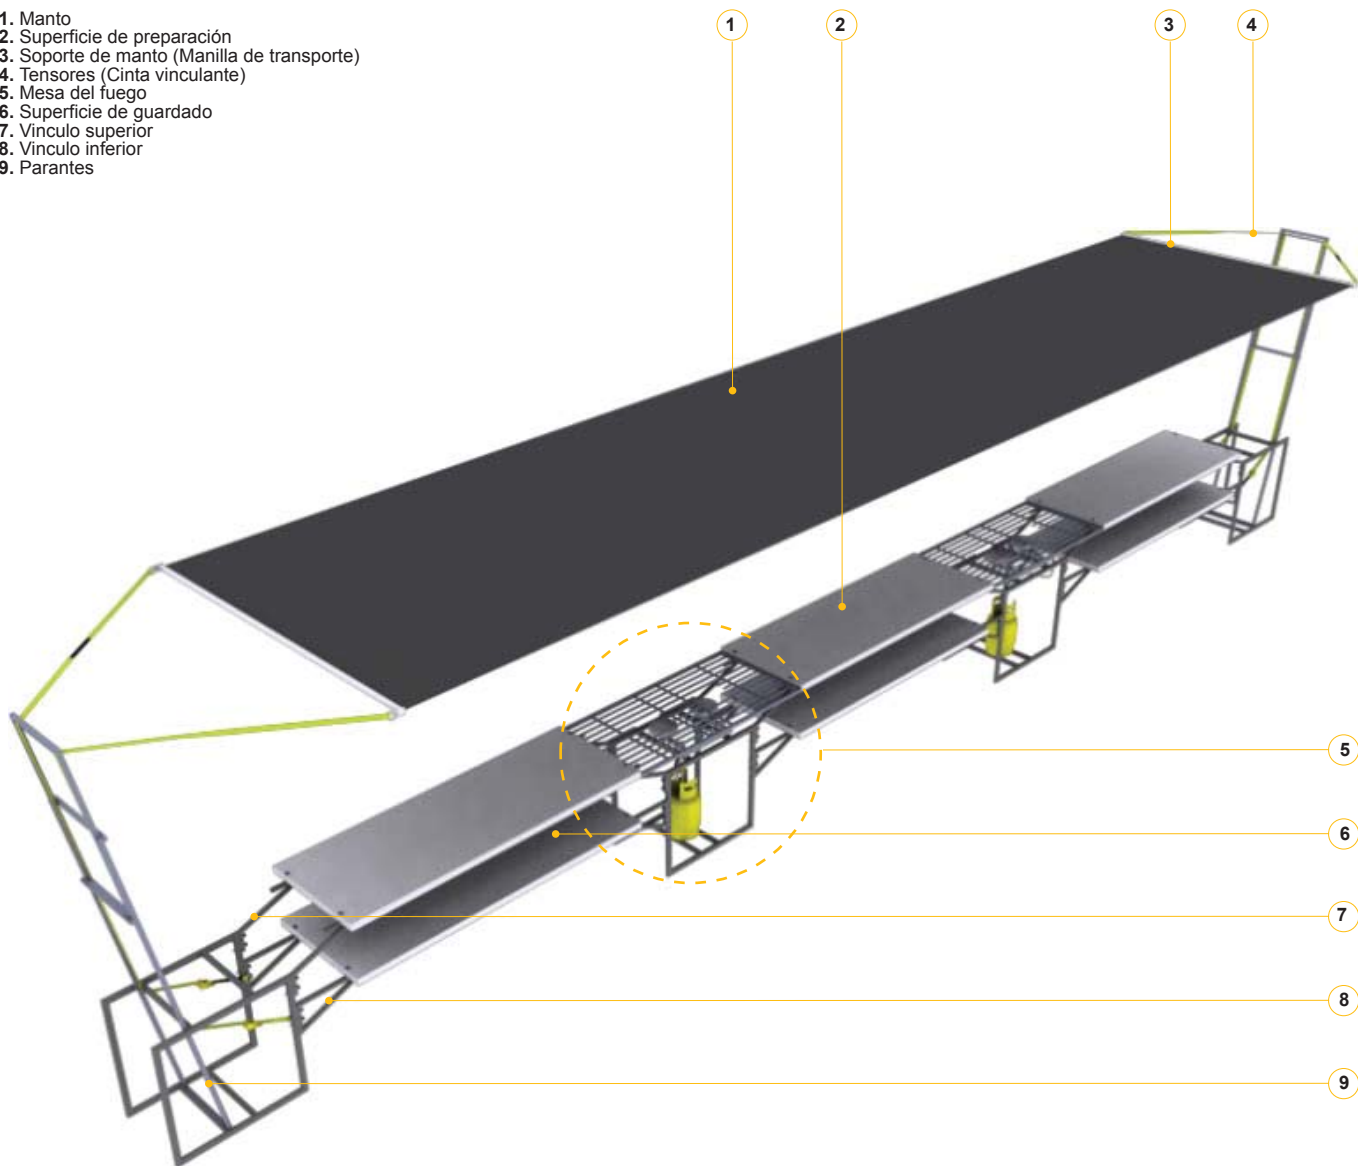 1. Manto
2. Superficie de preparación
3. Soporte de manto (Manilla de transporte)
4. Tensores (Cinta vinculante)
5. Mesa del fuego
6. Superficie de guardado
7. Vinculo superior
8. Vinculo inferior
9. Parantes
1 2 3 4
5
6
7
8
9